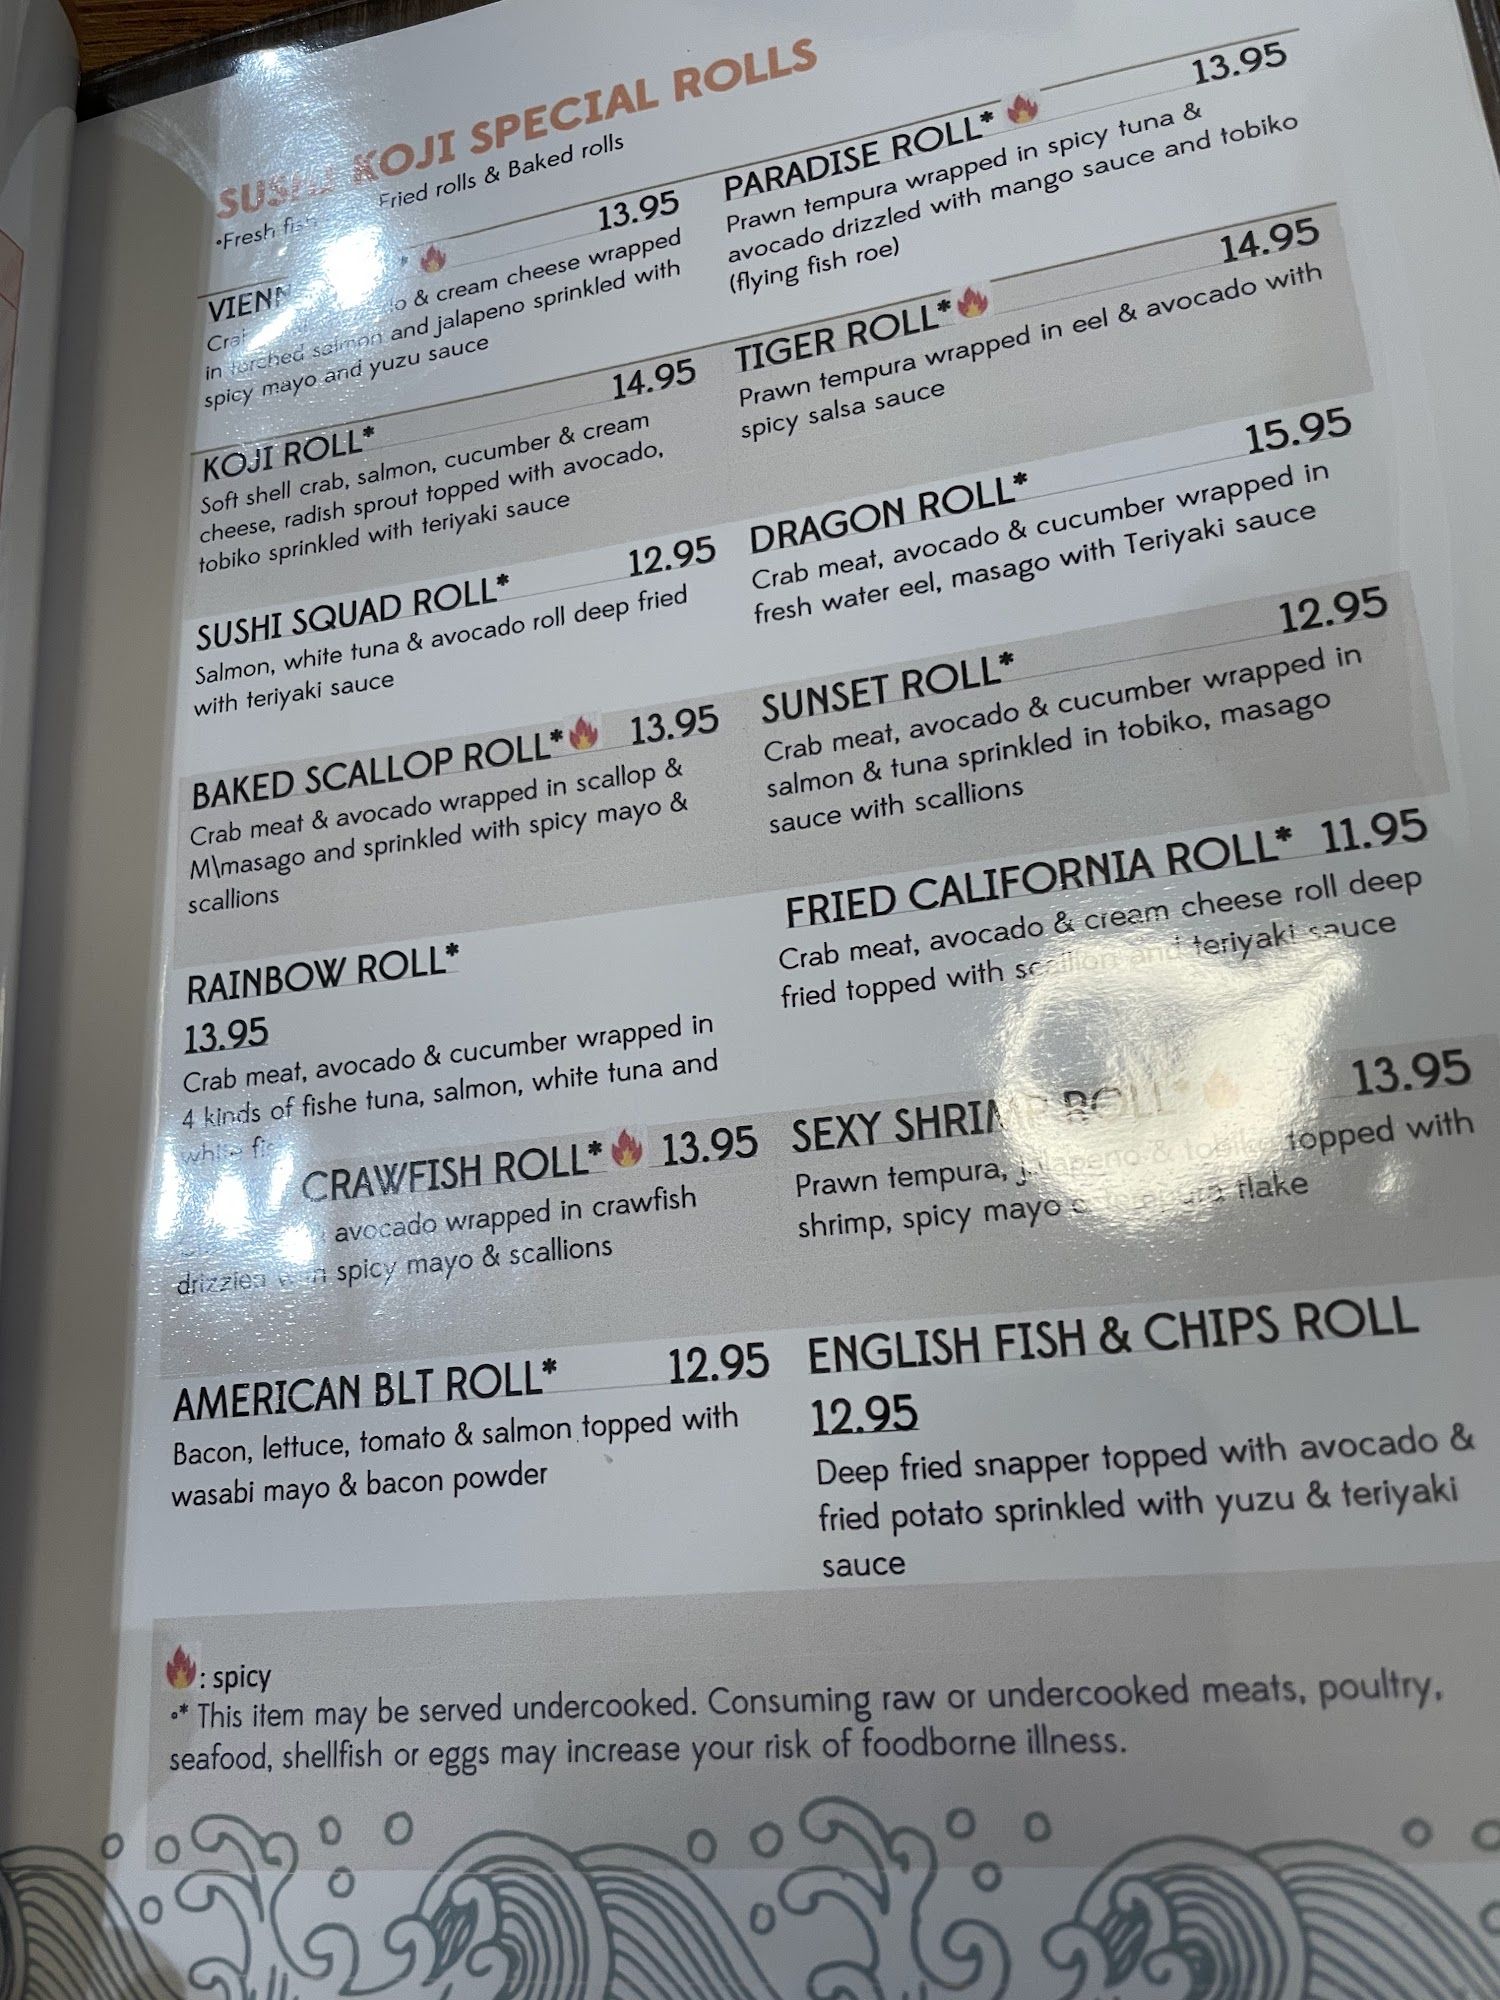 SUSHI KOJI SPECIAL ROLLS
•Fresh Fried rolls & Baked rolls
* 🔥 13.95
& cream cheese wrapped
in torched salmon and jalapeno sprinkled with
spicy mayo and yuzu sauce
KOJI ROLL* 14.95
Soft shell crab, salmon, cucumber & cream
cheese, radish sprout topped with avocado,
tobiko sprinkled with teriyaki sauce
SUSHI SQUAD ROLL* 12.95
Salmon, white tuna & avocado roll deep fried
with teriyaki sauce
BAKED SCALLOP ROLL*🔥 13.95
Crab meat & avocado wrapped in scallop &
M\masago and sprinkled with spicy mayo &
scallions
RAINBOW ROLL*
13.95
Crab meat, avocado & cucumber wrapped in
4 kinds of fishe tuna, salmon, white tuna and
white
CRAWFISH ROLL*🔥 13.95
avocado wrapped in crawfish
drizzled spicy mayo & scallions
AMERICAN BLT ROLL* 12.95
Bacon, lettuce, tomato & salmon topped with
wasabi mayo & bacon powder
PARADISE ROLL* 🔥 13.95
Prawn tempura wrapped in spicy tuna &
avocado drizzled with mango sauce and tobiko
(flying fish roe)
TIGER ROLL*🔥 14.95
Prawn tempura wrapped in eel & avocado with
spicy salsa sauce
DRAGON ROLL* 15.95
Crab meat, avocado & cucumber wrapped in
fresh water eel, masago with Teriyaki sauce
SUNSET ROLL* 12.95
Crab meat, avocado & cucumber wrapped in
salmon & tuna sprinkled in tobiko, masago
sauce with scallions
FRIED CALIFORNIA ROLL* 11.95
Crab meat, avocado & cream cheese roll deep
fried topped with scallion and teriyaki sauce
SEXY SHRIMP ROLL* 🔥 13.95
Prawn tempura, jalapeno & tobiko topped with
shrimp, spicy mayo flake
ENGLISH FISH & CHIPS ROLL
12.95
Deep fried snapper topped with avocado &
fried potato sprinkled with yuzu & teriyaki
sauce
🔥: spicy
•* This item may be served undercooked. Consuming raw or undercooked meats, poultry,
seafood, shellfish or eggs may increase your risk of foodborne illness.